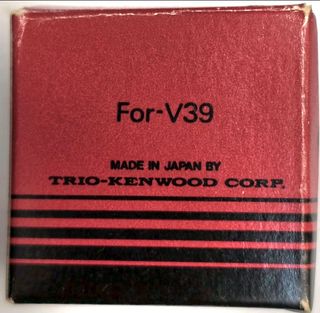 For-V39
MADE IN JAPAN BY
TRIO-KENWOOD CORP.